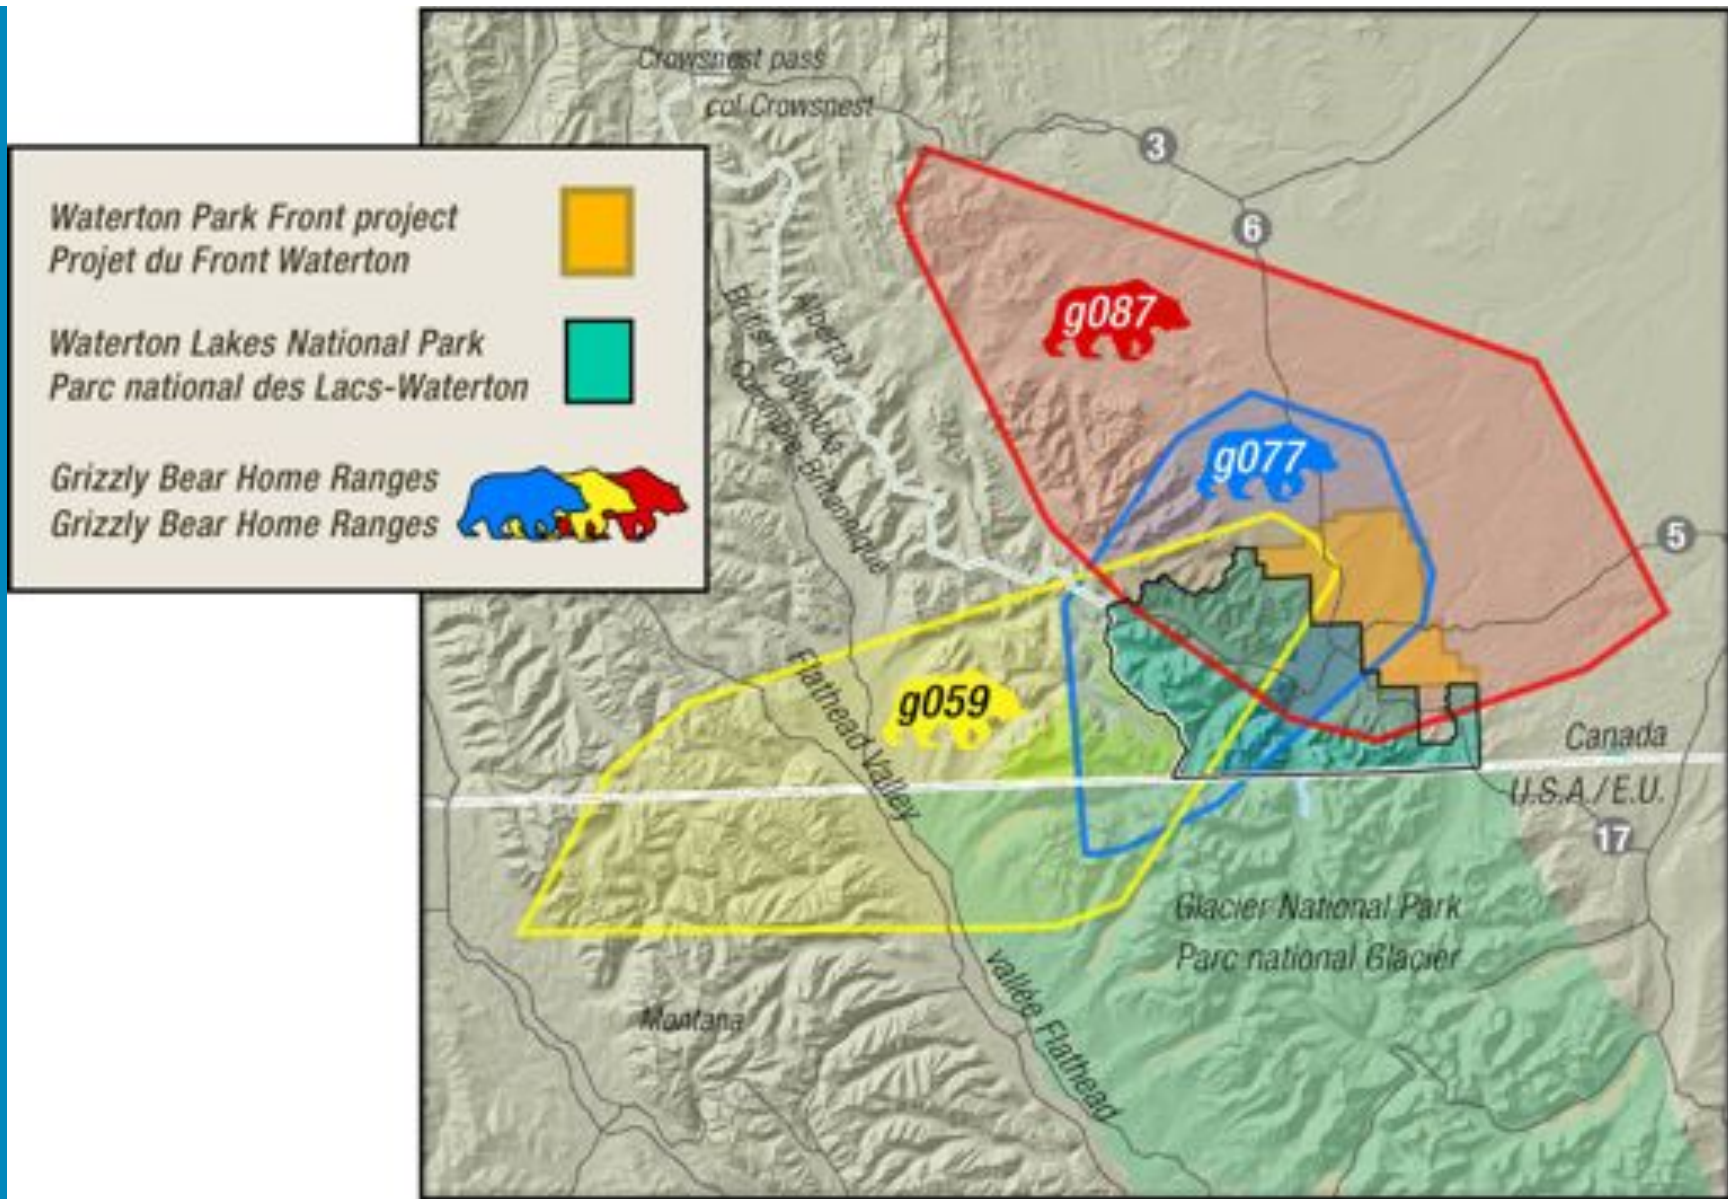 Crowsnest pass
col Crowsnest
Waterton Park Front project
Projet du Front Waterton
Waterton Lakes National Park
Parc national des Lacs-Waterton
Grizzly Bear Home Ranges
Grizzly Bear Home Ranges
3
6
g087
Alberta
British Columbia
Colombie Britannique
g077
5
g059
Flathead Valley
Canada
U.S.A./E.U.
17
Glacier National Park
Parc national Glacier
vallée Flathead
Montana